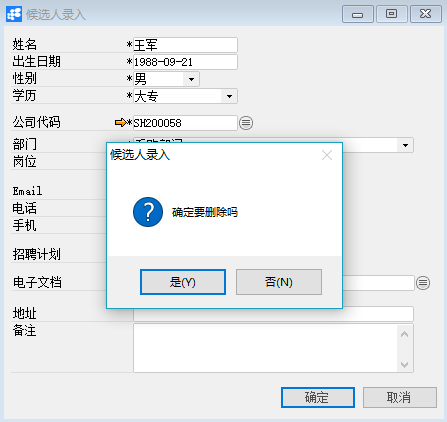 候选人录入
姓名 *王军
出生日期 *1988-09-21
性别 *男
学历 *大专
公司代码 *SH200058
部门
岗位
候选人录入
确定要删除吗
是(Y) 否(N)
Email
电话
手机
招聘计划
电子文档
地址
备注
确定 取消